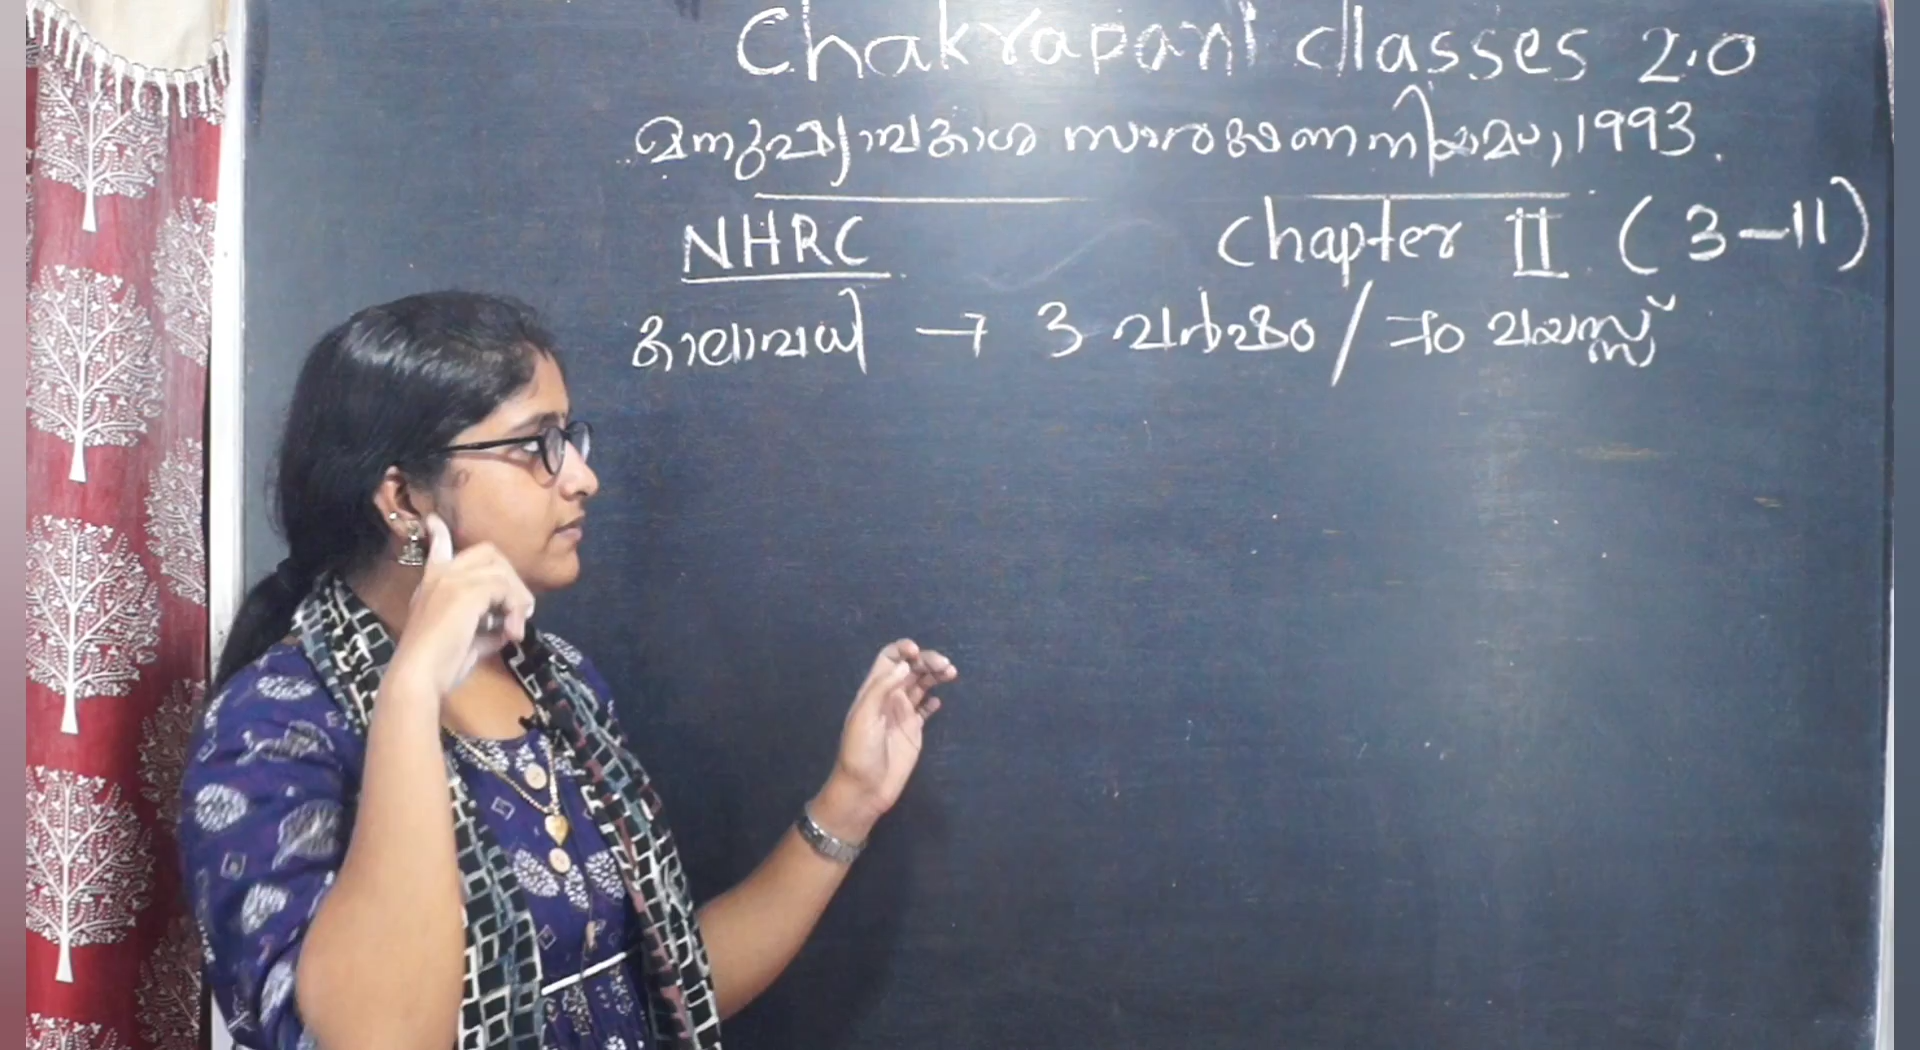 Chakrapani classes 2.0
മനുഷ്യാവകാശ സംരക്ഷണ നിയമം, 1993.
NHRC Chapter II (3-11)
കാലാവധി → 3 വർഷം / 70 വയസ്സ്